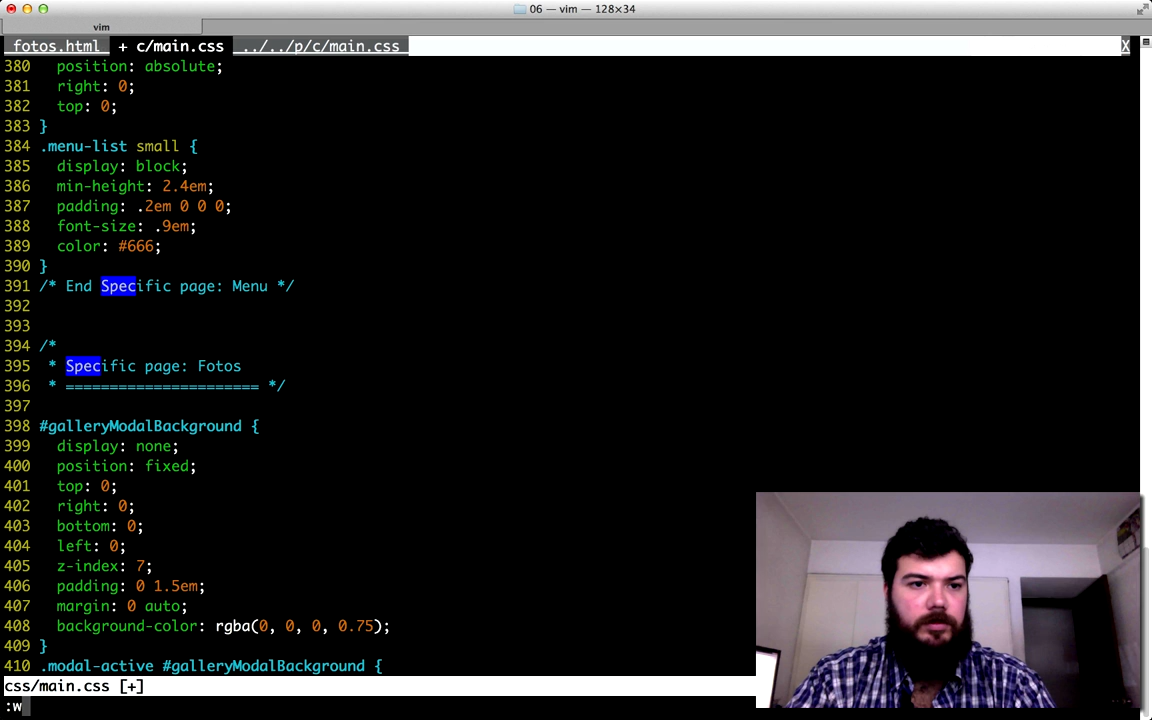 06 — vim — 128×34
vim
fotos.html + c/main.css ../../p/c/main.css X
380 position: absolute;
381 right: 0;
382 top: 0;
383 }
384 .menu-list small {
385 display: block;
386 min-height: 2.4em;
387 padding: .2em 0 0 0;
388 font-size: .9em;
389 color: #666;
390 }
391 /* End Specific page: Menu */
392
393
394 /*
395 * Specific page: Fotos
396 * ====================== */
397
398 #galleryModalBackground {
399 display: none;
400 position: fixed;
401 top: 0;
402 right: 0;
403 bottom: 0;
404 left: 0;
405 z-index: 7;
406 padding: 0 1.5em;
407 margin: 0 auto;
408 background-color: rgba(0, 0, 0, 0.75);
409 }
410 .modal-active #galleryModalBackground {
css/main.css [+]
:w